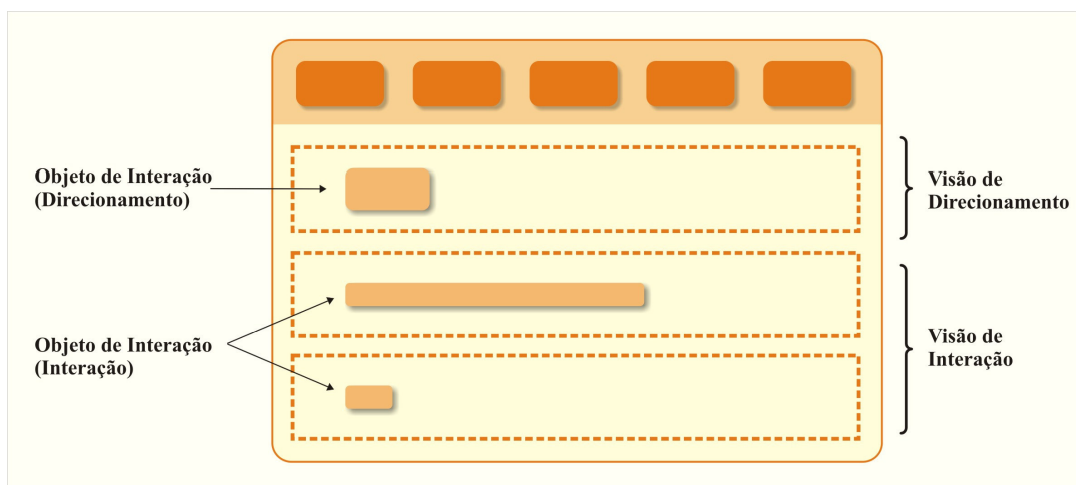 Objeto de Interação
(Direcionamento)
Visão de
Direcionamento
Objeto de Interação
(Interação)
Visão de
Interação